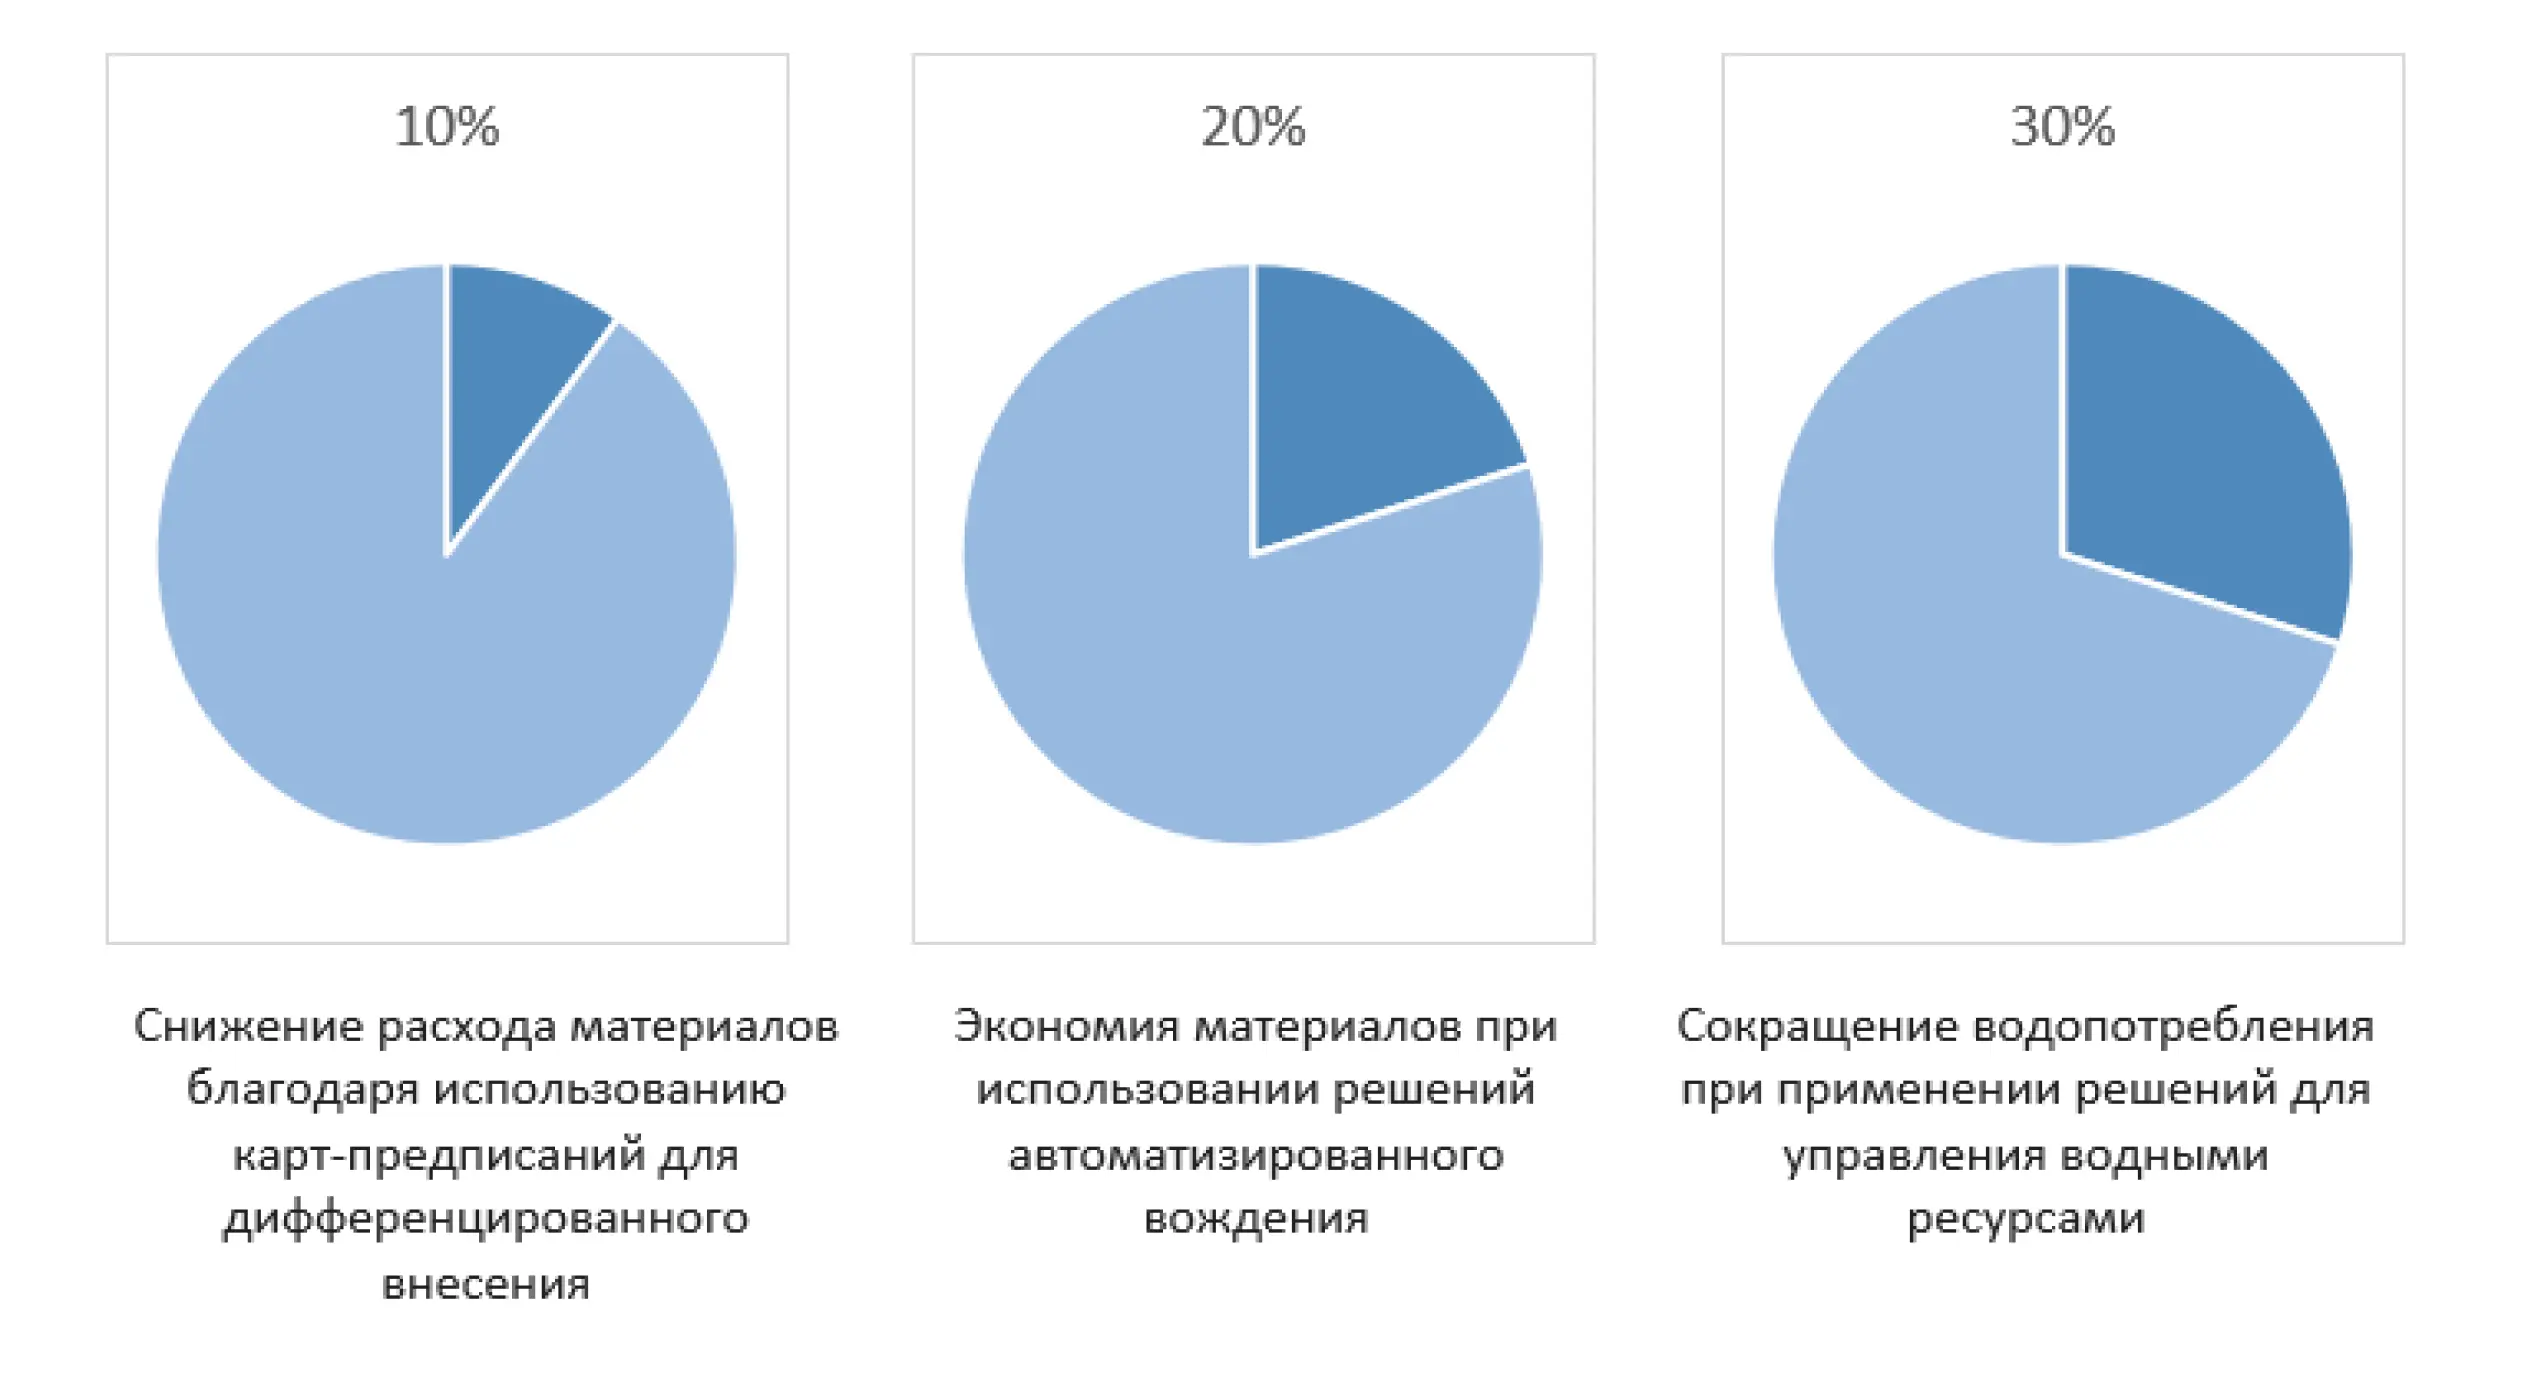 10%
20%
30%
Снижение расхода материалов
благодаря использованию
карт-предписаний для
дифференцированного
внесения
Экономия материалов при
использовании решений
автоматизированного
вождения
Сокращение водопотребления
при применении решений для
управления водными
ресурсами